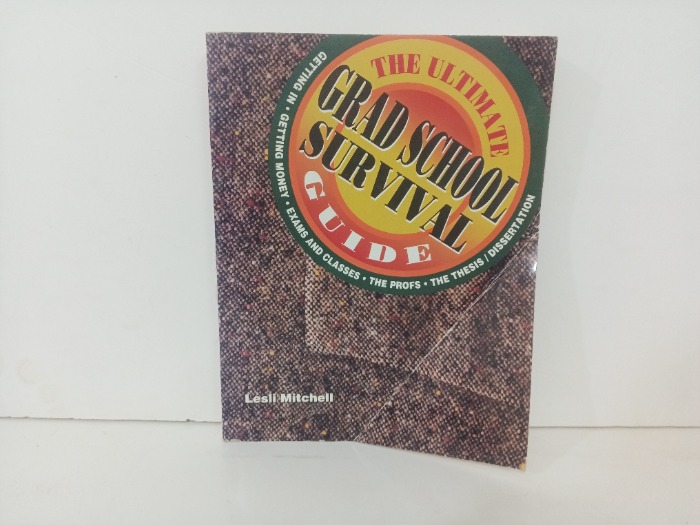 THE ULTIMATE
GRAD SCHOOL
SURVIVAL
GUIDE
GETTING IN • GETTING MONEY • EXAMS AND CLASSES • THE PROFS • THE THESIS / DISSERTATION
Lesli Mitchell